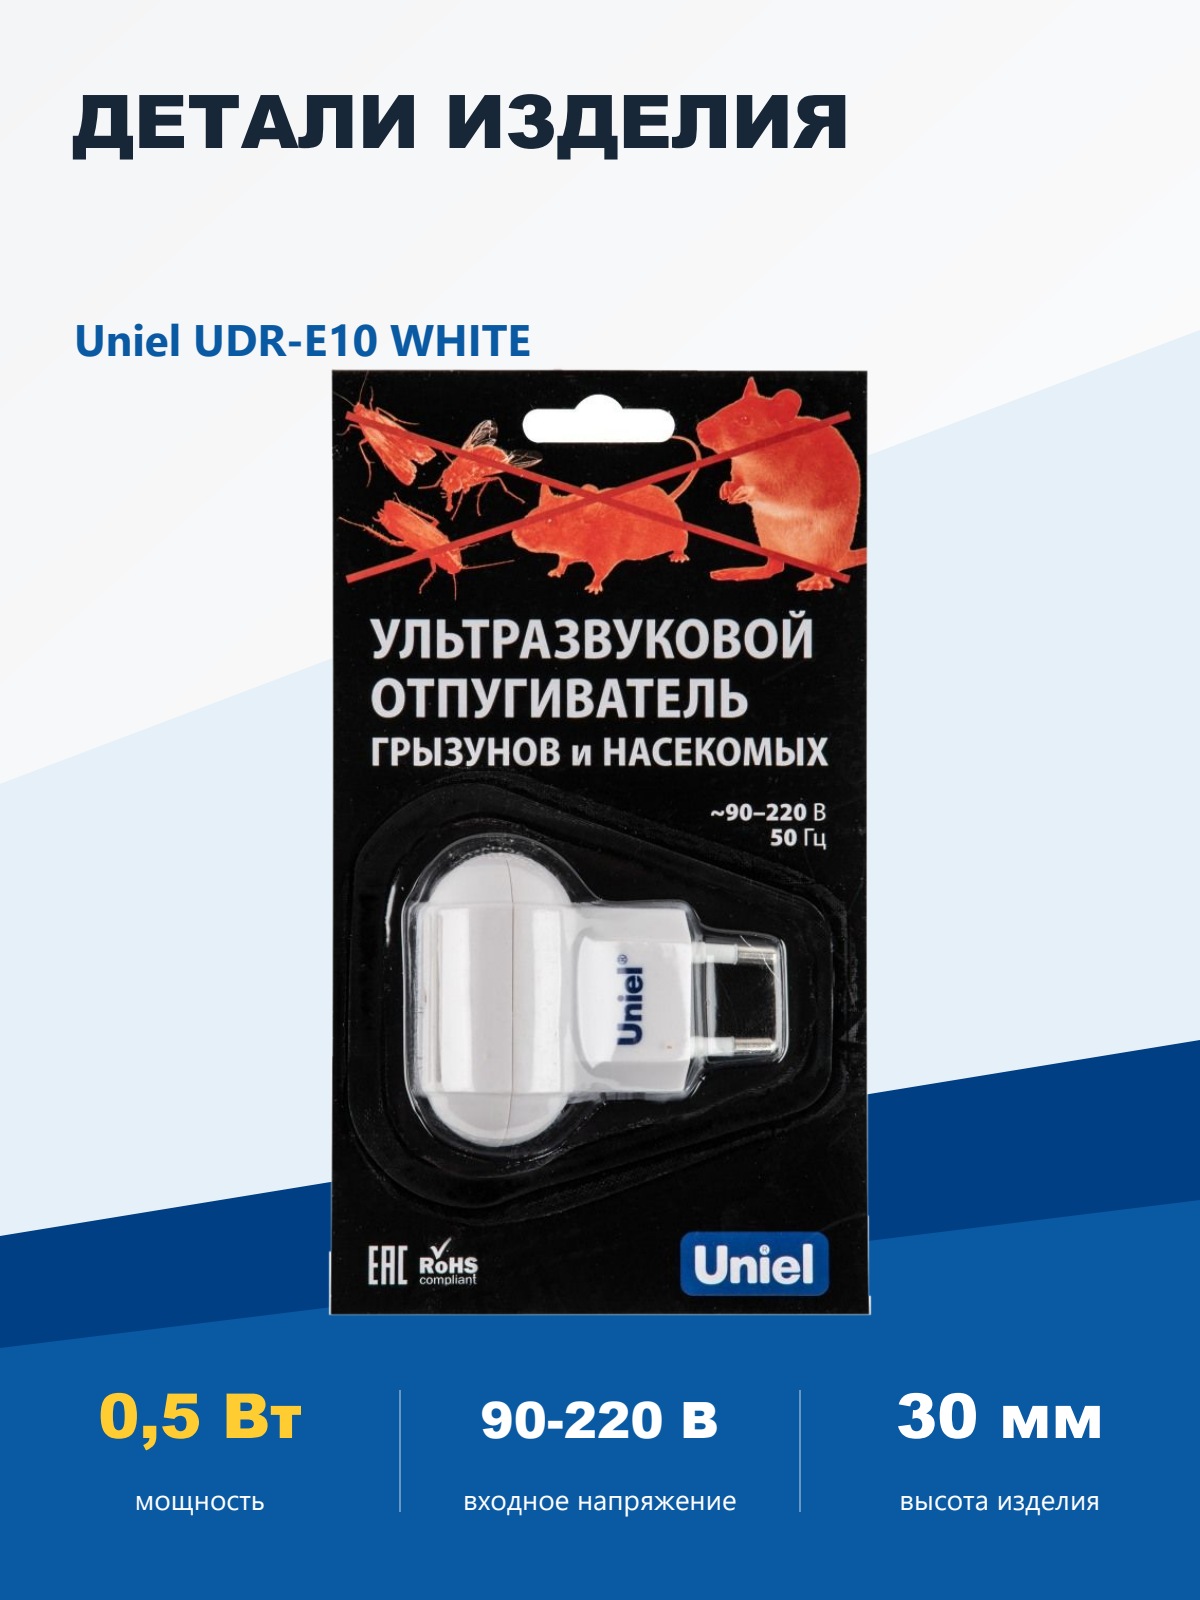 ДЕТАЛИ ИЗДЕЛИЯ
Uniel UDR-E10 WHITE
УЛЬТРАЗВУКОВОЙ
ОТПУГИВАТЕЛЬ
ГРЫЗУНОВ и НАСЕКОМЫХ
~90–220 В
50 Гц
Uniel®
EAC
RoHS
compliant
Uniel®
0,5 Вт
мощность
90-220 В
входное напряжение
30 мм
высота изделия